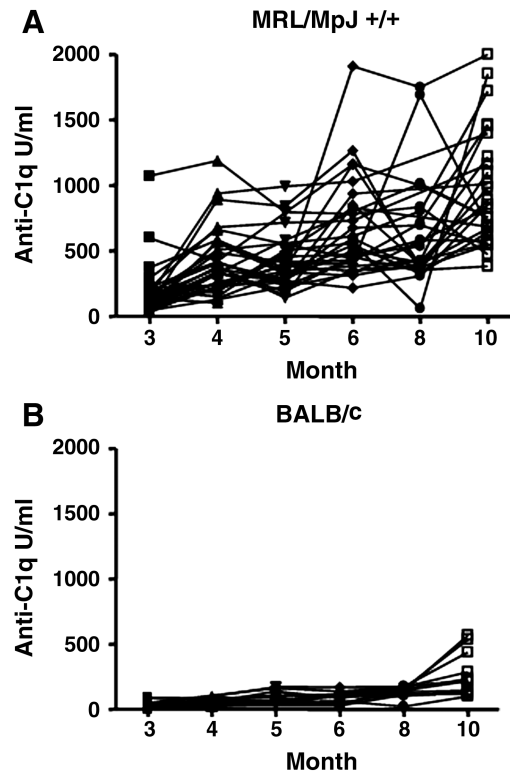 A
MRL/MpJ +/+
Anti-C1q U/ml
2000
1500
1000
500
0
3 4 5 6 8 10
Month
B
BALB/c
Anti-C1q U/ml
2000
1500
1000
500
0
3 4 5 6 8 10
Month